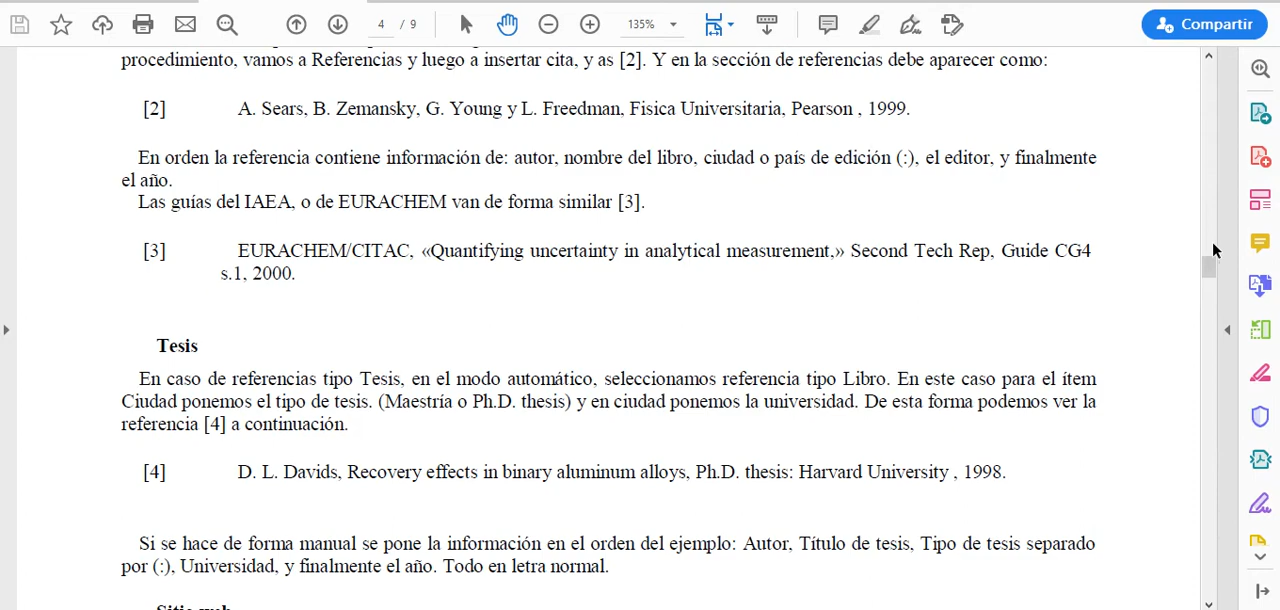 4 / 9
135%
Compartir
procedimiento, vamos a Referencias y luego a insertar cita, y as [2]. Y en la sección de referencias debe aparecer como:
[2] A. Sears, B. Zemansky, G. Young y L. Freedman, Fisica Universitaria, Pearson , 1999.
En orden la referencia contiene información de: autor, nombre del libro, ciudad o país de edición (:), el editor, y finalmente
el año.
Las guías del IAEA, o de EURACHEM van de forma similar [3].
[3] EURACHEM/CITAC, «Quantifying uncertainty in analytical measurement,» Second Tech Rep, Guide CG4
s.1, 2000.
Tesis
En caso de referencias tipo Tesis, en el modo automático, seleccionamos referencia tipo Libro. En este caso para el ítem
Ciudad ponemos el tipo de tesis. (Maestría o Ph.D. thesis) y en ciudad ponemos la universidad. De esta forma podemos ver la
referencia [4] a continuación.
[4] D. L. Davids, Recovery effects in binary aluminum alloys, Ph.D. thesis: Harvard University , 1998.
Si se hace de forma manual se pone la información en el orden del ejemplo: Autor, Título de tesis, Tipo de tesis separado
por (:), Universidad, y finalmente el año. Todo en letra normal.
Sitio web